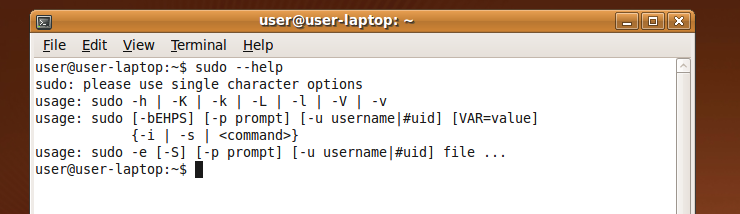 user@user-laptop: ~
File Edit View Terminal Help
user@user-laptop:~$ sudo --help
sudo: please use single character options
usage: sudo -h | -K | -k | -L | -l | -V | -v
usage: sudo [-bEHPS] [-p prompt] [-u username|#uid] [VAR=value]
            {-i | -s | <command>}
usage: sudo -e [-S] [-p prompt] [-u username|#uid] file ...
user@user-laptop:~$